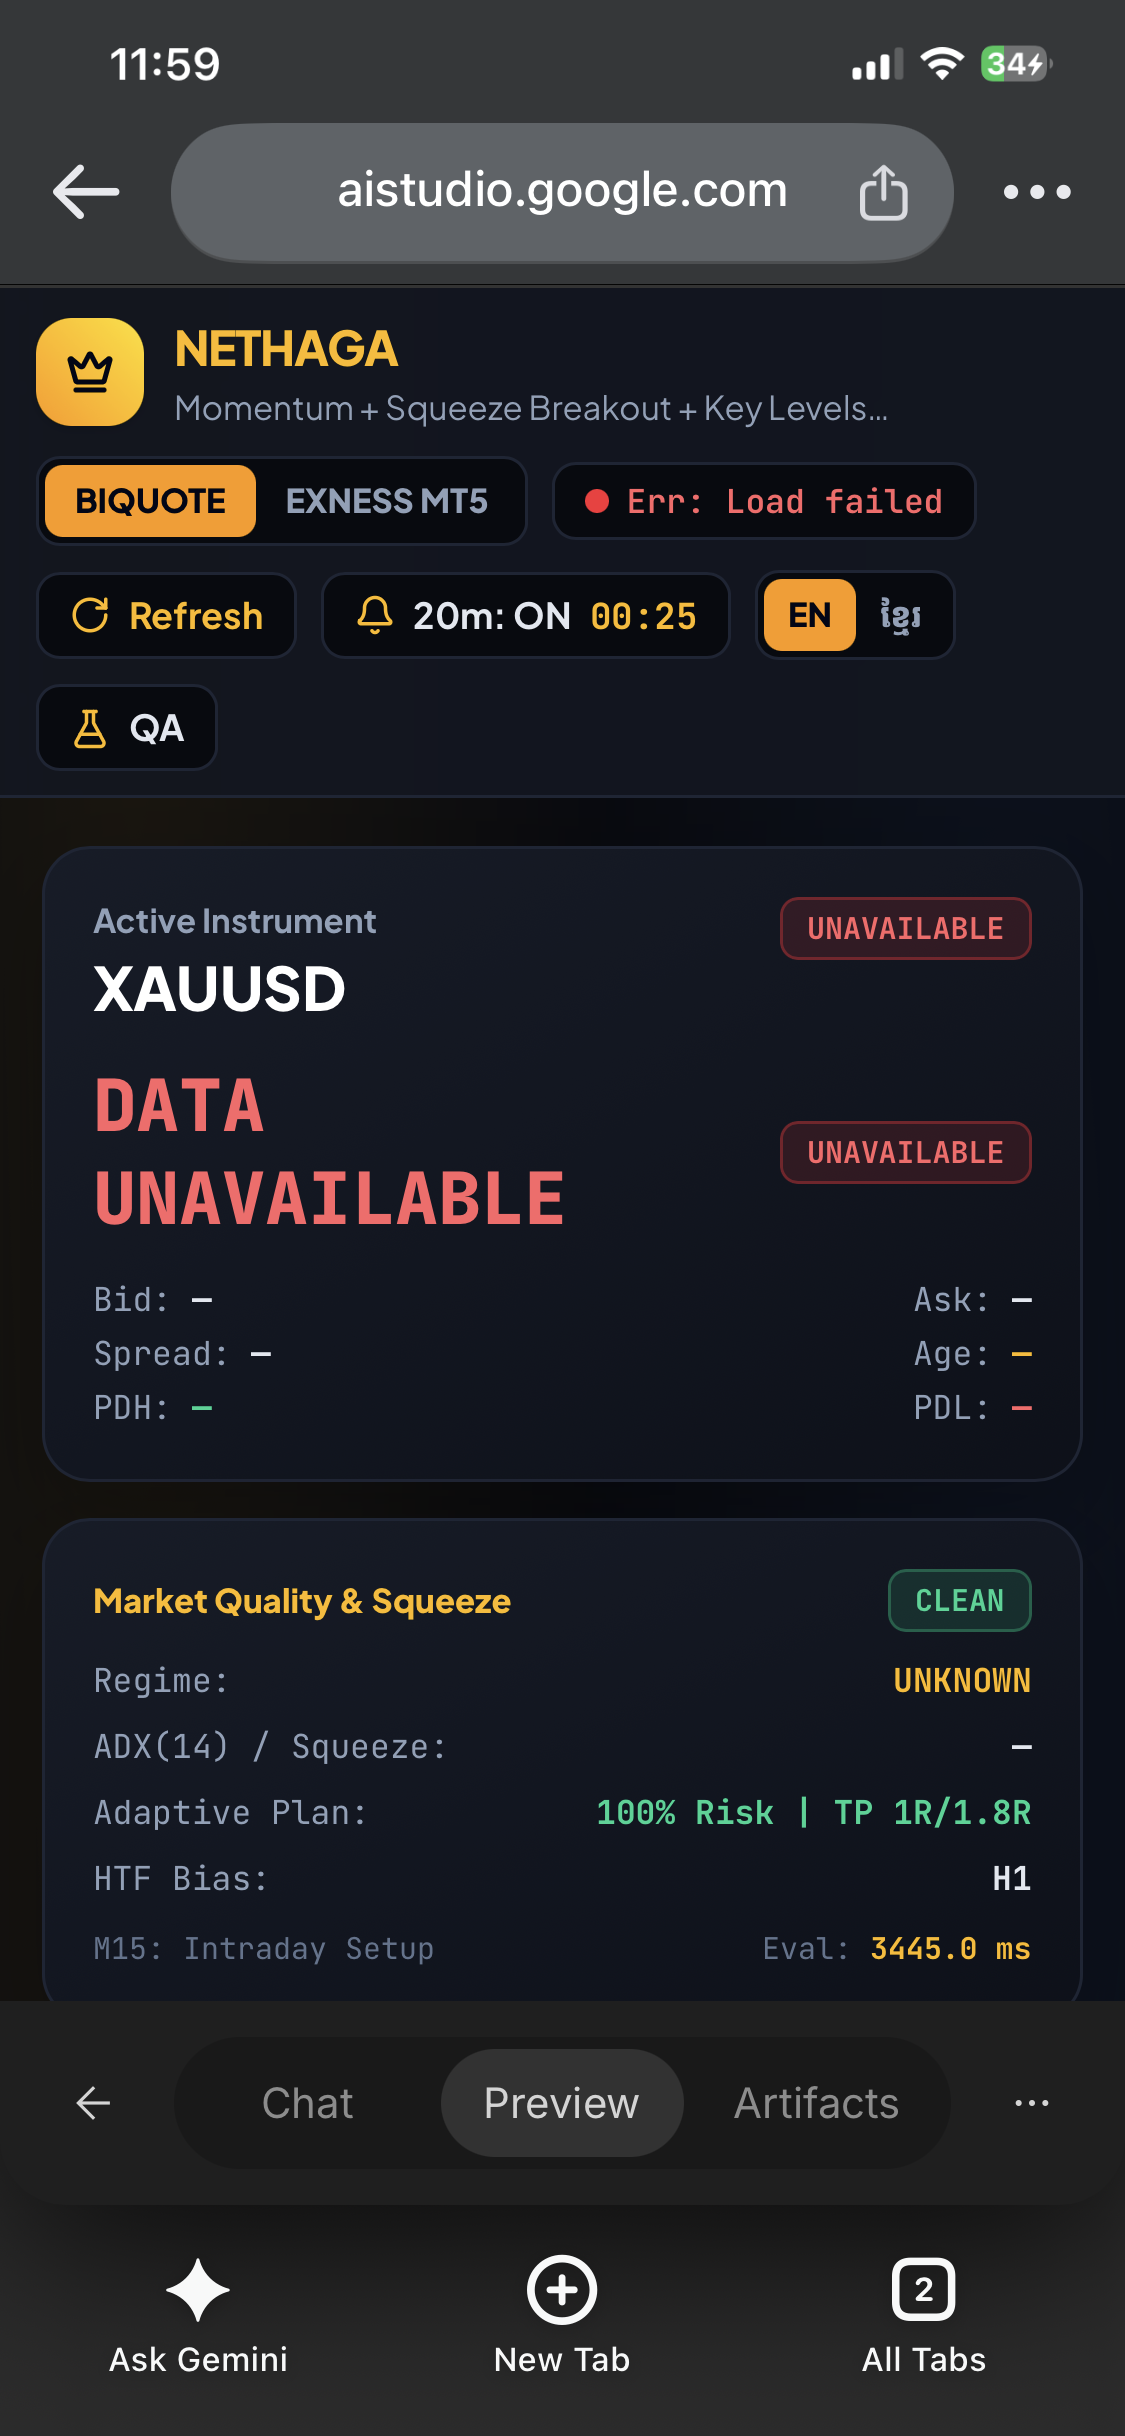 11:59
34
aistudio.google.com
NETHAGA
Momentum + Squeeze Breakout + Key Levels...
BIQUOTE EXNESS MT5 Err: Load failed
Refresh 20m: ON 00:25 EN ខ្មែរ
QA
Active Instrument UNAVAILABLE
XAUUSD
DATA
UNAVAILABLE UNAVAILABLE
Bid: — Ask: —
Spread: — Age: —
PDH: — PDL: —
Market Quality & Squeeze CLEAN
Regime: UNKNOWN
ADX(14) / Squeeze: —
Adaptive Plan: 100% Risk | TP 1R/1.8R
HTF Bias: H1
M15: Intraday Setup Eval: 3445.0 ms
Chat Preview Artifacts
2
Ask Gemini New Tab All Tabs